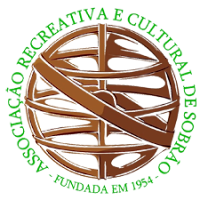 ASSOCIAÇÃO RECREATIVA E CULTURAL DE SOBRÃO
- FUNDADA EM 1954 -